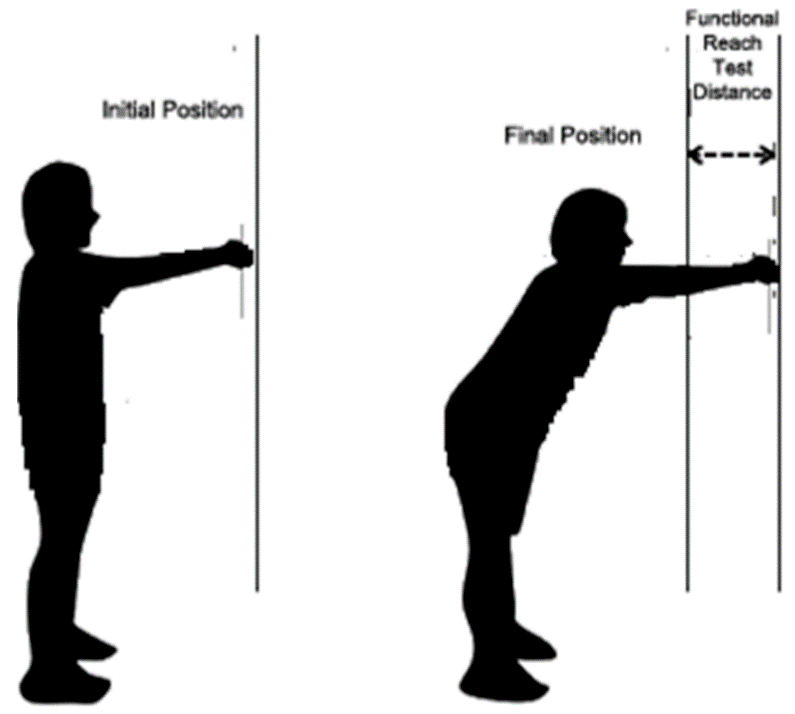 Initial Position
Final Position
Functional
Reach
Test
Distance